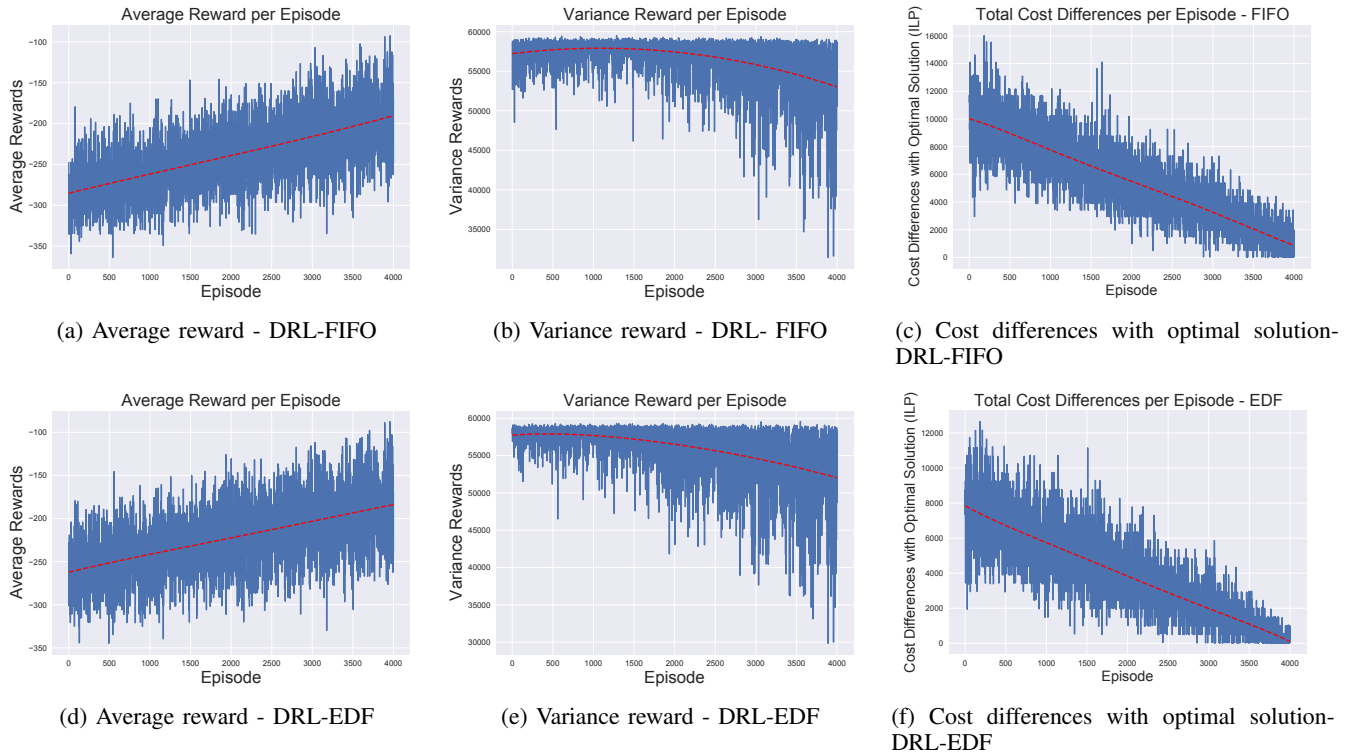 Average Reward per Episode
Average Rewards
−100
−150
−200
−250
−300
−350
0 500 1000 1500 2000 2500 3000 3500 4000
Episode
(a) Average reward - DRL-FIFO
Variance Reward per Episode
Variance Rewards
60000
55000
50000
45000
40000
35000
0 500 1000 1500 2000 2500 3000 3500 4000
Episode
(b) Variance reward - DRL- FIFO
Total Cost Differences per Episode - FIFO
Cost Differences with Optimal Solution (ILP)
16000
14000
12000
10000
8000
6000
4000
2000
0
0 500 1000 1500 2000 2500 3000 3500 4000
Episode
(c) Cost differences with optimal solution-
DRL-FIFO
Average Reward per Episode
Average Rewards
−100
−150
−200
−250
−300
−350
0 500 1000 1500 2000 2500 3000 3500 4000
Episode
(d) Average reward - DRL-EDF
Variance Reward per Episode
Variance Rewards
60000
55000
50000
45000
40000
35000
30000
0 500 1000 1500 2000 2500 3000 3500 4000
Episode
(e) Variance reward - DRL-EDF
Total Cost Differences per Episode - EDF
Cost Differences with Optimal Solution (ILP)
12000
10000
8000
6000
4000
2000
0
0 500 1000 1500 2000 2500 3000 3500 4000
Episode
(f) Cost differences with optimal solution-
DRL-EDF